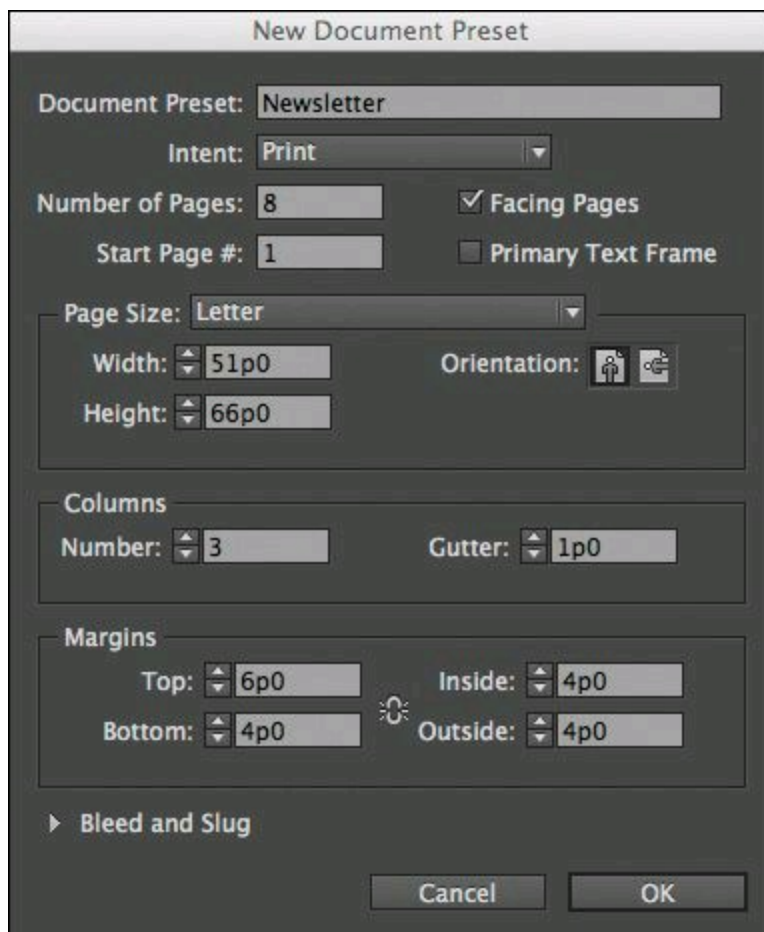 New Document Preset
Document Preset: Newsletter
Intent: Print
Number of Pages: 8 Facing Pages
Start Page #: 1 Primary Text Frame
Page Size: Letter
Width: 51p0 Orientation:
Height: 66p0
Columns
Number: 3 Gutter: 1p0
Margins
Top: 6p0 Inside: 4p0
Bottom: 4p0 Outside: 4p0
Bleed and Slug
Cancel OK